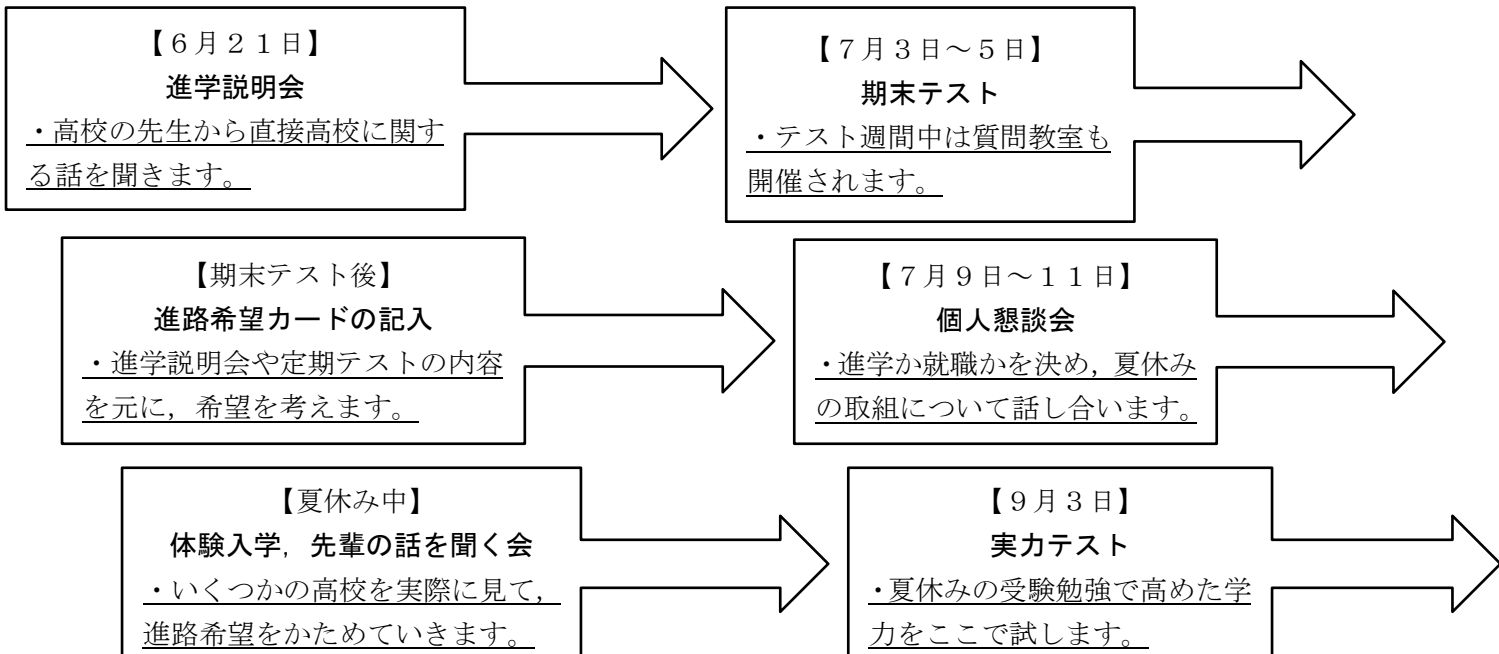 【６月２１日】
進学説明会
・高校の先生から直接高校に関す
る話を聞きます。
【７月３日～５日】
期末テスト
・テスト週間中は質問教室も
開催されます。
【期末テスト後】
進路希望カードの記入
・進学説明会や定期テストの内容
を元に，希望を考えます。
【７月９日～１１日】
個人懇談会
・進学か就職かを決め，夏休み
の取組について話し合います。
【夏休み中】
体験入学，先輩の話を聞く会
・いくつかの高校を実際に見て，
進路希望をかためていきます。
【９月３日】
実力テスト
・夏休みの受験勉強で高めた学
力をここで試します。